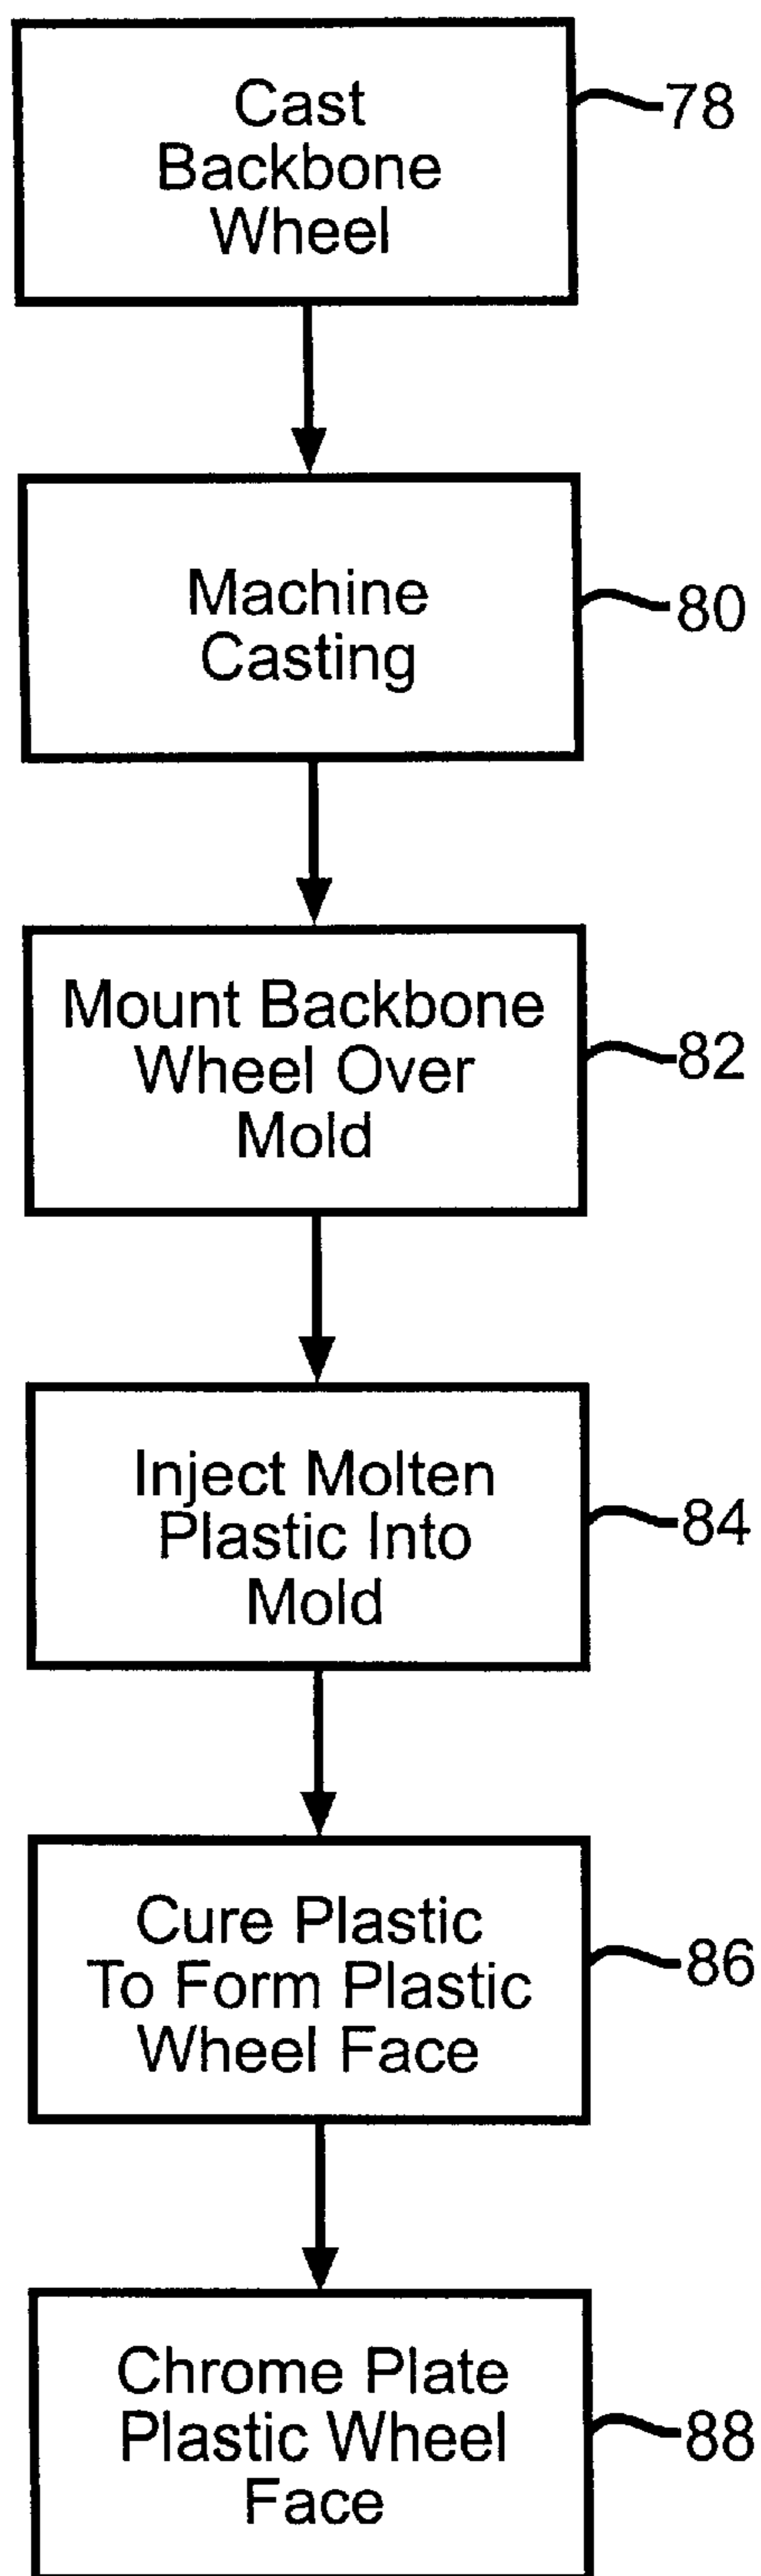 Cast
Backbone
Wheel
78
Machine
Casting
80
Mount Backbone
Wheel Over
Mold
82
Inject Molten
Plastic Into
Mold
84
Cure Plastic
To Form Plastic
Wheel Face
86
Chrome Plate
Plastic Wheel
Face
88